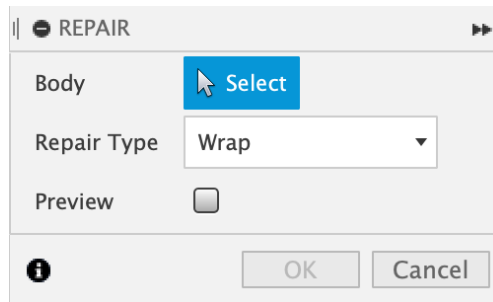 REPAIR
Body Select
Repair Type Wrap
Preview
OK Cancel